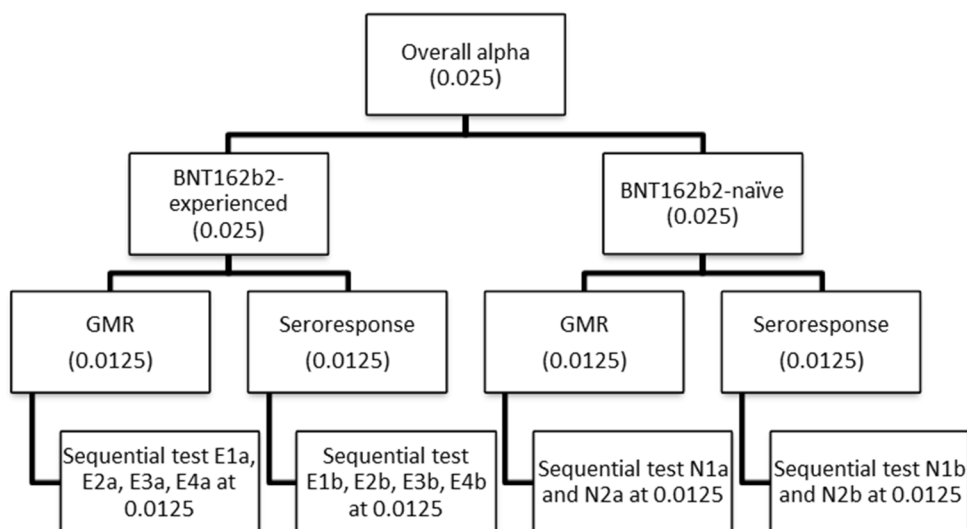 Overall alpha
(0.025)
BNT162b2-
experienced
(0.025)
BNT162b2-naïve
(0.025)
GMR
(0.0125)
Seroresponse
(0.0125)
GMR
(0.0125)
Seroresponse
(0.0125)
Sequential test E1a,
E2a, E3a, E4a at
0.0125
Sequential test
E1b, E2b, E3b, E4b
at 0.0125
Sequential test N1a
and N2a at 0.0125
Sequential test N1b
and N2b at 0.0125